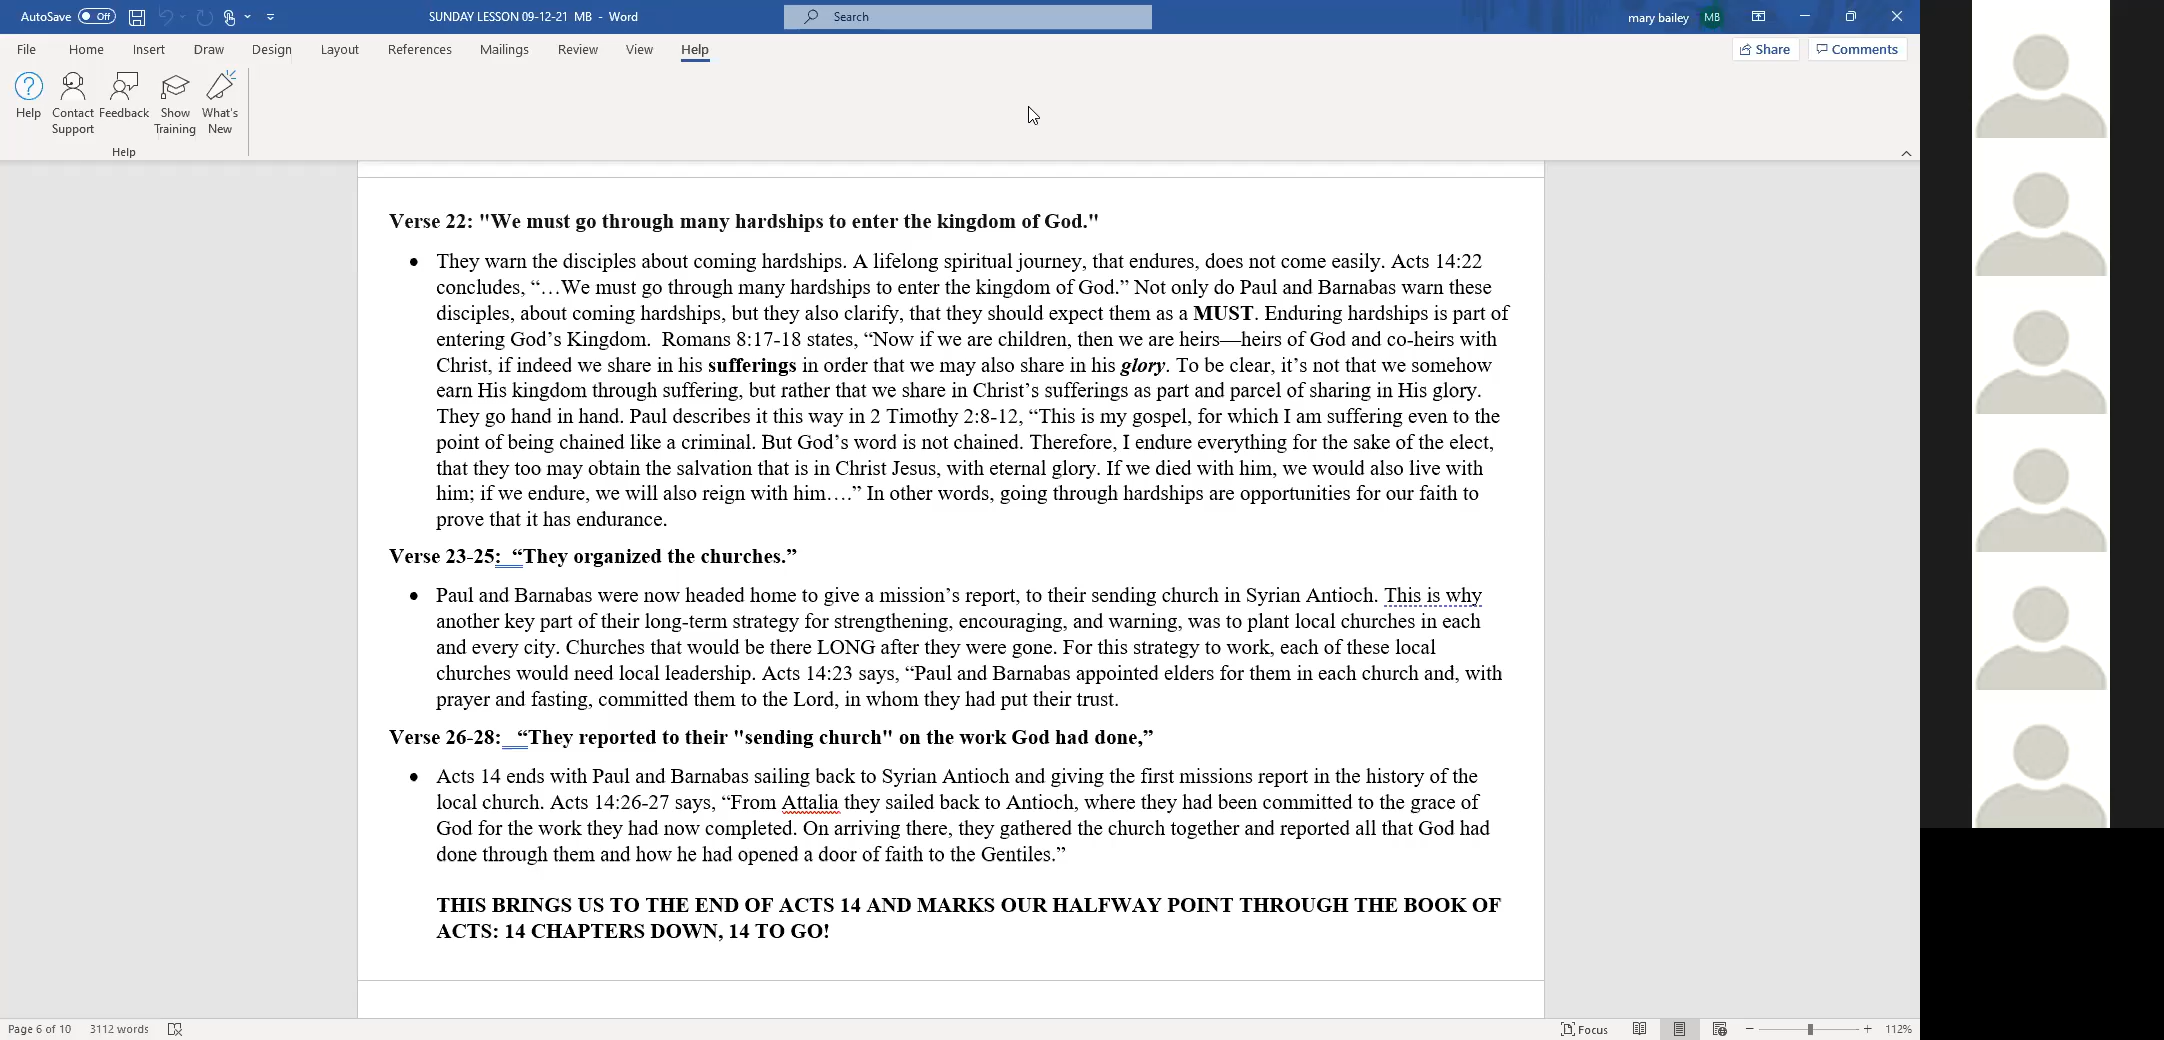 AutoSave Off SUNDAY LESSON 09-12-21 MB - Word Search mary bailey MB
File Home Insert Draw Design Layout References Mailings Review View Help Share Comments
Help Contact Support Feedback Show Training What's New
Help
Verse 22: "We must go through many hardships to enter the kingdom of God."
• They warn the disciples about coming hardships. A lifelong spiritual journey, that endures, does not come easily. Acts 14:22
concludes, “…We must go through many hardships to enter the kingdom of God.” Not only do Paul and Barnabas warn these
disciples, about coming hardships, but they also clarify, that they should expect them as a MUST. Enduring hardships is part of
entering God’s Kingdom.  Romans 8:17-18 states, “Now if we are children, then we are heirs—heirs of God and co-heirs with
Christ, if indeed we share in his sufferings in order that we may also share in his glory. To be clear, it’s not that we somehow
earn His kingdom through suffering, but rather that we share in Christ’s sufferings as part and parcel of sharing in His glory.
They go hand in hand. Paul describes it this way in 2 Timothy 2:8-12, “This is my gospel, for which I am suffering even to the
point of being chained like a criminal. But God’s word is not chained. Therefore, I endure everything for the sake of the elect,
that they too may obtain the salvation that is in Christ Jesus, with eternal glory. If we died with him, we would also live with
him; if we endure, we will also reign with him….” In other words, going through hardships are opportunities for our faith to
prove that it has endurance.
Verse 23-25:  “They organized the churches.”
• Paul and Barnabas were now headed home to give a mission’s report, to their sending church in Syrian Antioch. This is why
another key part of their long-term strategy for strengthening, encouraging, and warning, was to plant local churches in each
and every city. Churches that would be there LONG after they were gone. For this strategy to work, each of these local
churches would need local leadership. Acts 14:23 says, “Paul and Barnabas appointed elders for them in each church and, with
prayer and fasting, committed them to the Lord, in whom they had put their trust.
Verse 26-28:  “They reported to their "sending church" on the work God had done,”
• Acts 14 ends with Paul and Barnabas sailing back to Syrian Antioch and giving the first missions report in the history of the
local church. Acts 14:26-27 says, “From Attalia they sailed back to Antioch, where they had been committed to the grace of
God for the work they had now completed. On arriving there, they gathered the church together and reported all that God had
done through them and how he had opened a door of faith to the Gentiles.”
THIS BRINGS US TO THE END OF ACTS 14 AND MARKS OUR HALFWAY POINT THROUGH THE BOOK OF
ACTS: 14 CHAPTERS DOWN, 14 TO GO!
Page 6 of 10 3112 words Focus 112%